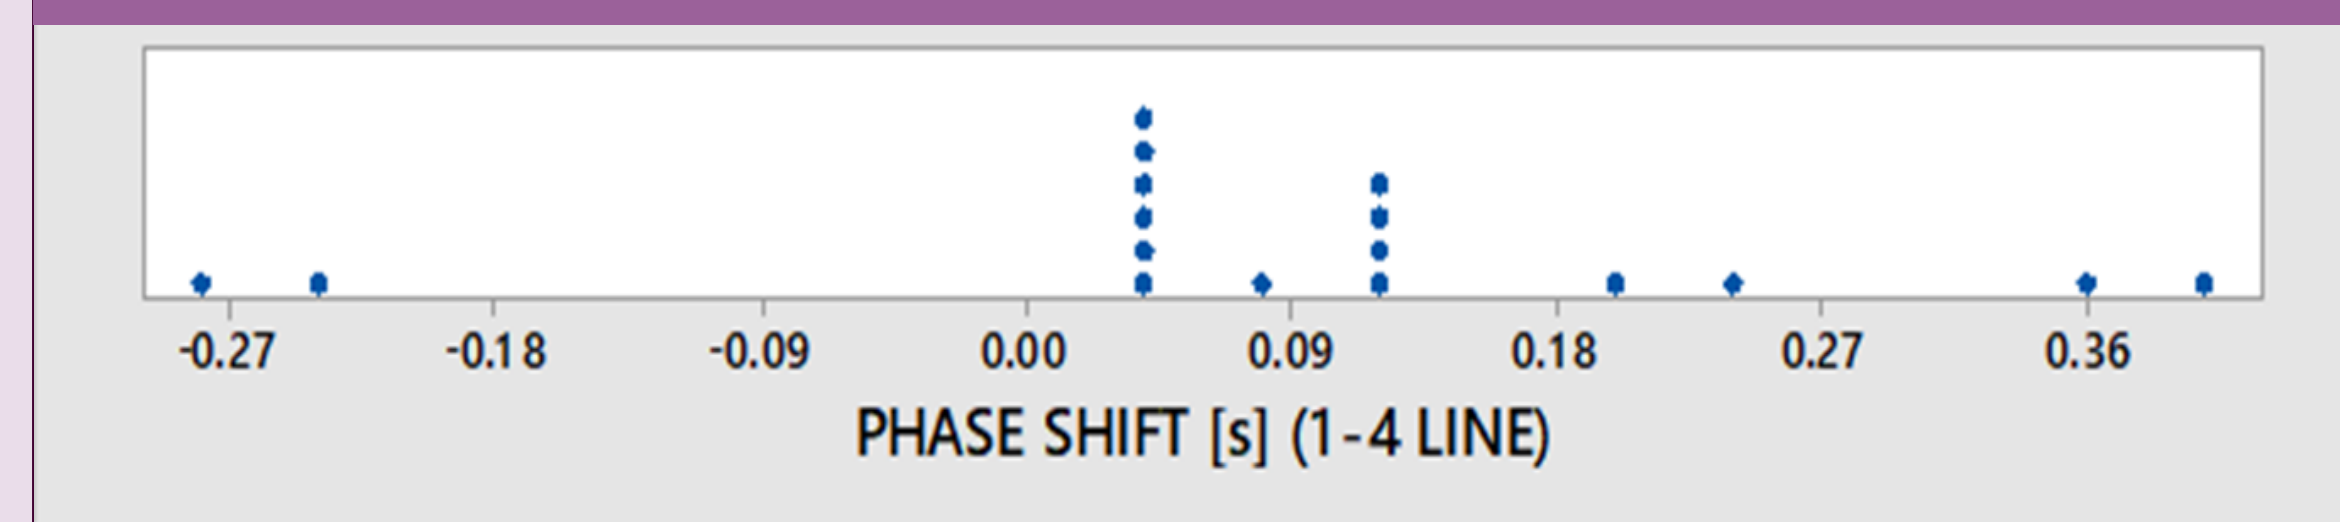 -0.27 -0.18 -0.09 0.00 0.09 0.18 0.27 0.36
PHASE SHIFT [s] (1-4 LINE)